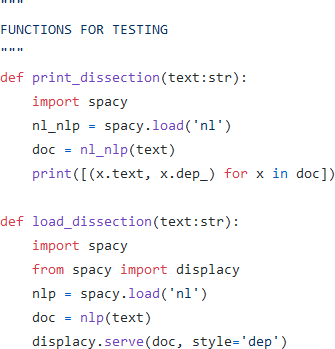 """
FUNCTIONS FOR TESTING
"""
def print_dissection(text:str):
    import spacy
    nl_nlp = spacy.load('nl')
    doc = nl_nlp(text)
    print([(x.text, x.dep_) for x in doc])

def load_dissection(text:str):
    import spacy
    from spacy import displacy
    nlp = spacy.load('nl')
    doc = nlp(text)
    displacy.serve(doc, style='dep')